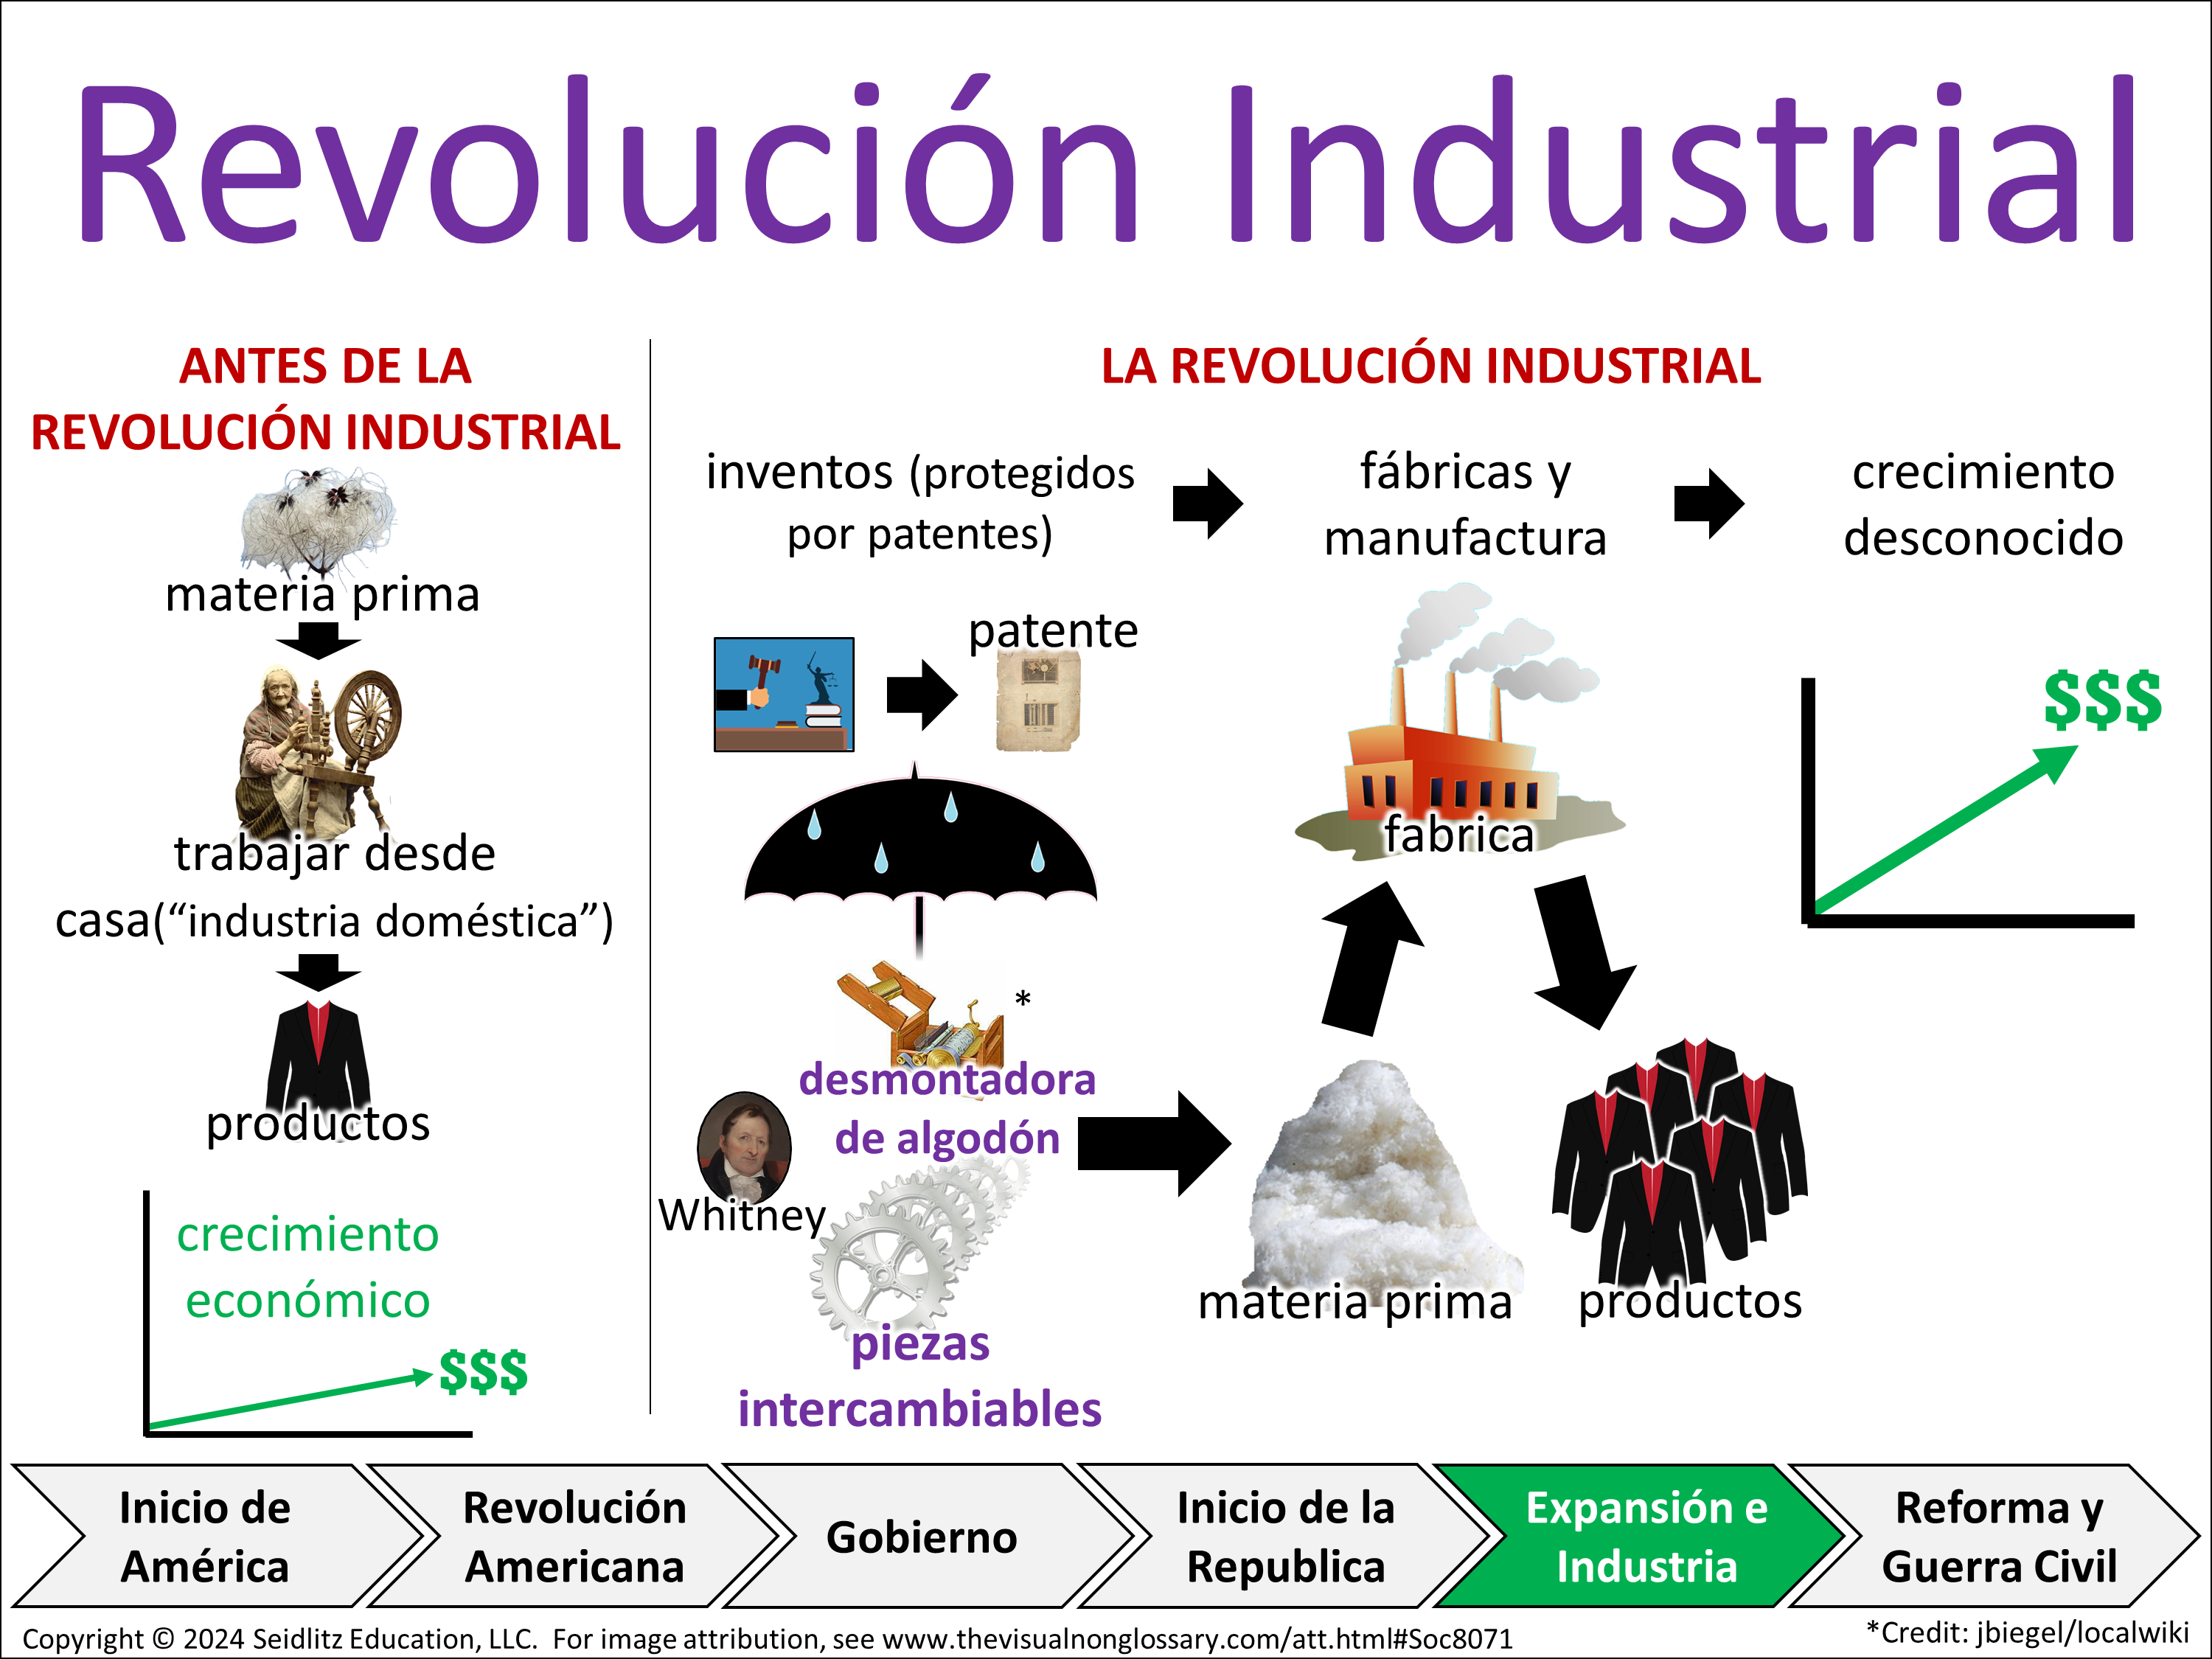 Revolución Industrial
ANTES DE LA
REVOLUCIÓN INDUSTRIAL
materia prima
trabajar desde
casa(“industria doméstica”)
productos
crecimiento
económico
$$$
LA REVOLUCIÓN INDUSTRIAL
inventos (protegidos
por patentes)
patente
*
desmontadora
de algodón
Whitney
piezas
intercambiables
fábricas y
manufactura
fabrica
materia prima
productos
crecimiento
desconocido
$$$
Inicio de
América
Revolución
Americana
Gobierno
Inicio de la
Republica
Expansión e
Industria
Reforma y
Guerra Civil
Copyright © 2024 Seidlitz Education, LLC.  For image attribution, see www.thevisualnonglossary.com/att.html#Soc8071
*Credit: jbiegel/localwiki